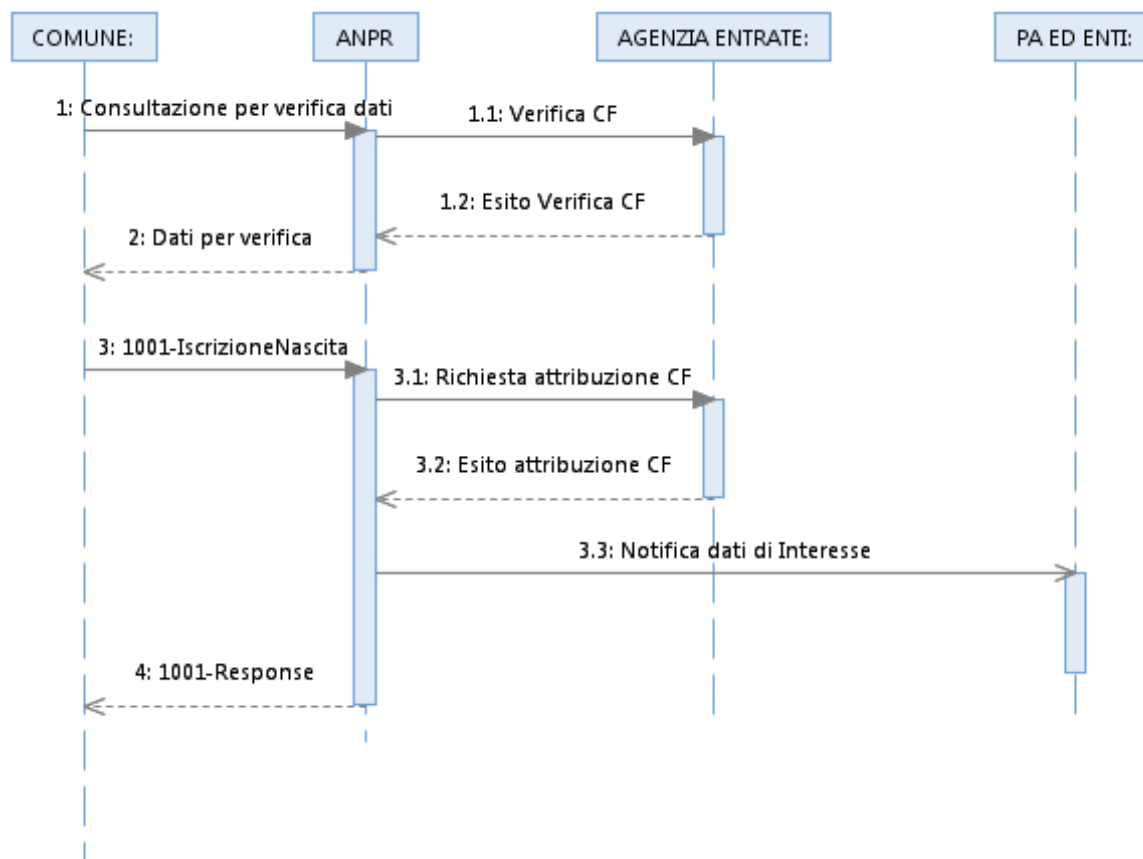 COMUNE:
ANPR
AGENZIA ENTRATE:
PA ED ENTI:
1: Consultazione per verifica dati
1.1: Verifica CF
1.2: Esito Verifica CF
2: Dati per verifica
3: 1001-IscrizioneNascita
3.1: Richiesta attribuzione CF
3.2: Esito attribuzione CF
3.3: Notifica dati di Interesse
4: 1001-Response